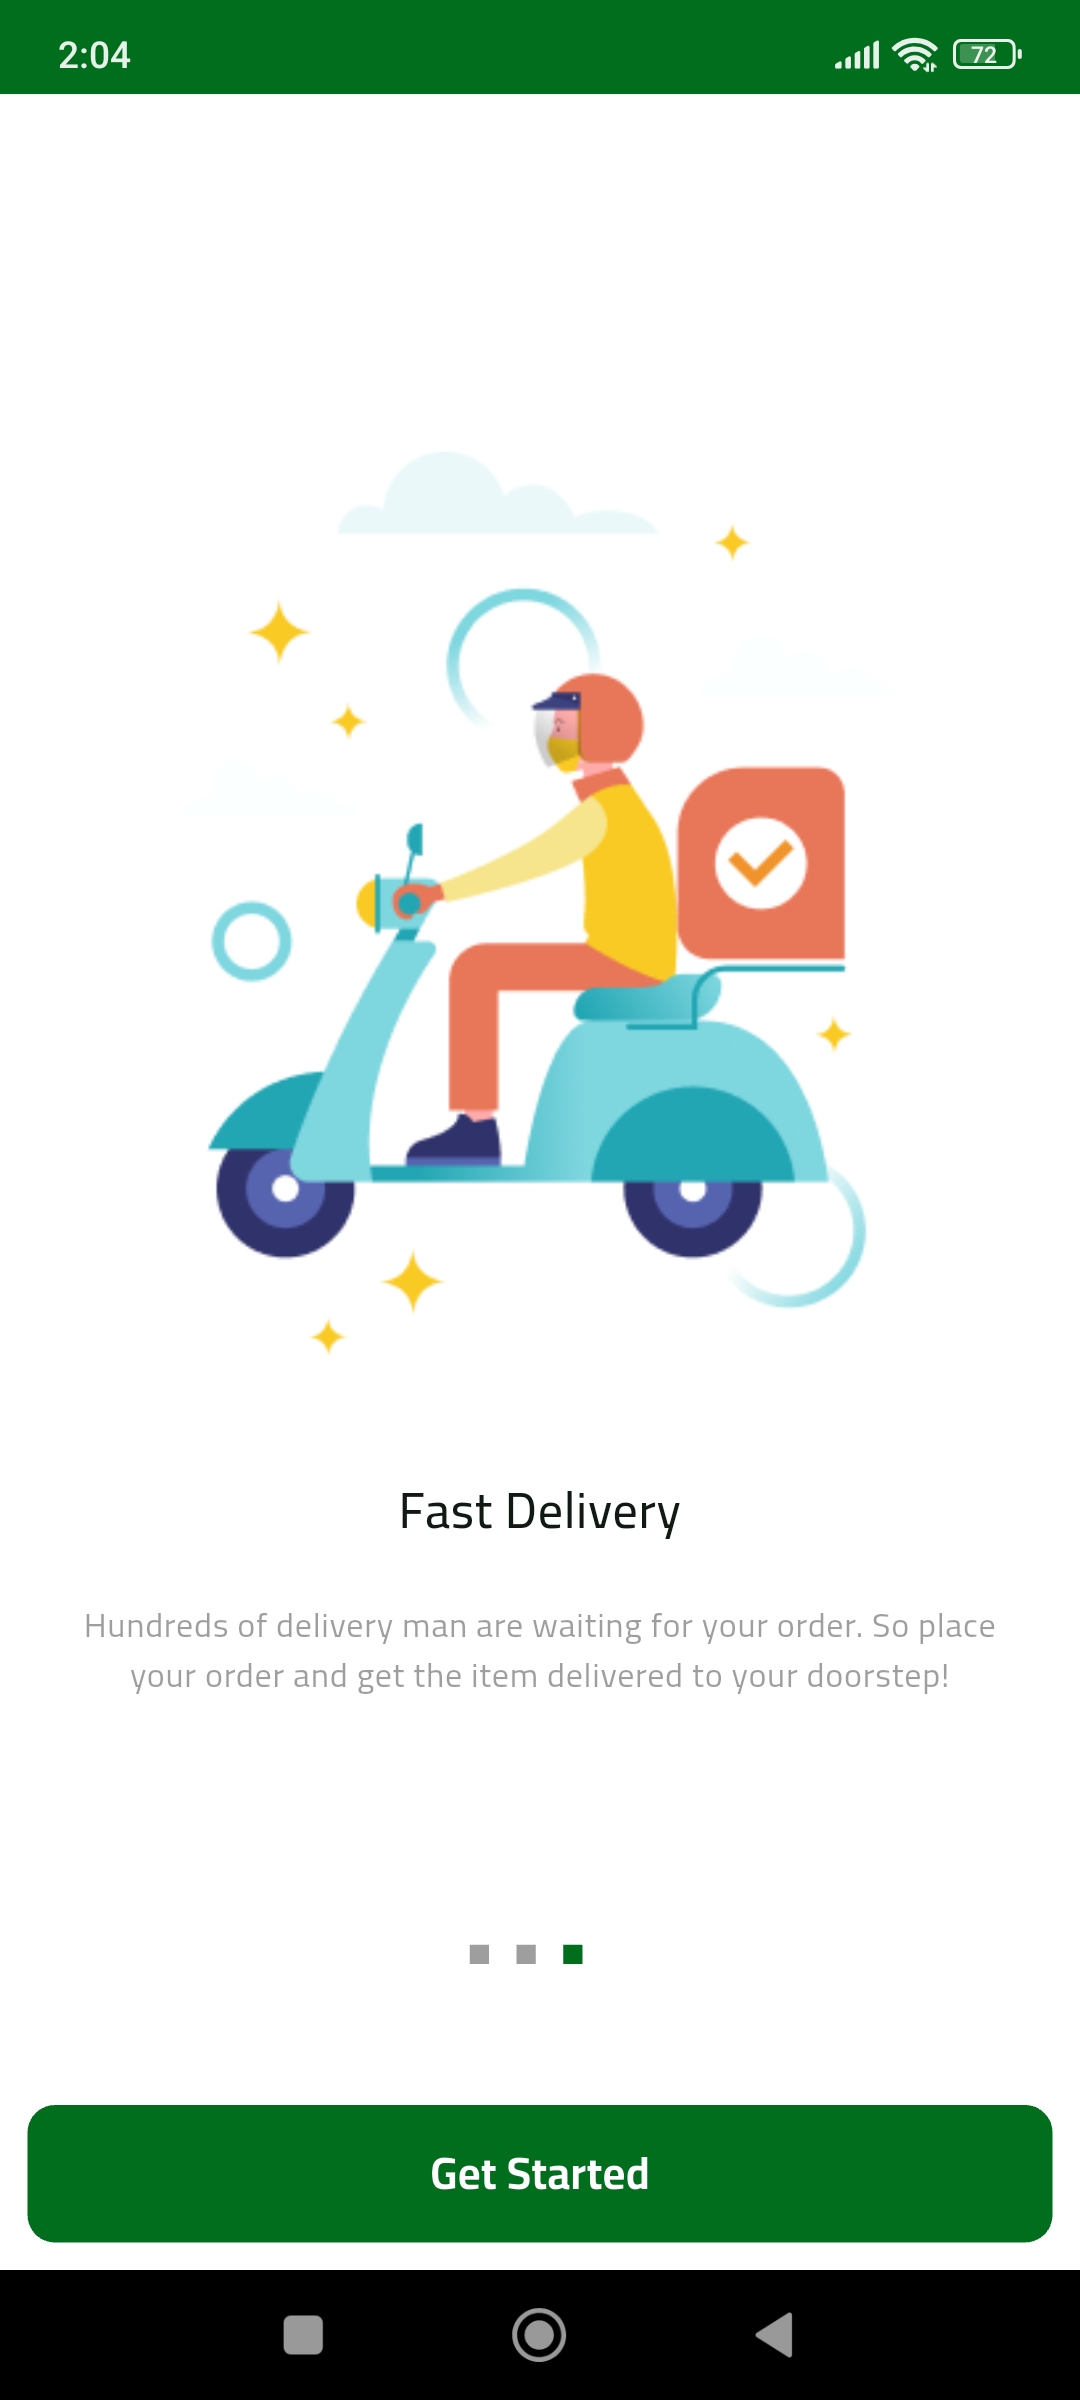 2:04
72
Fast Delivery
Hundreds of delivery man are waiting for your order. So place
your order and get the item delivered to your doorstep!
Get Started